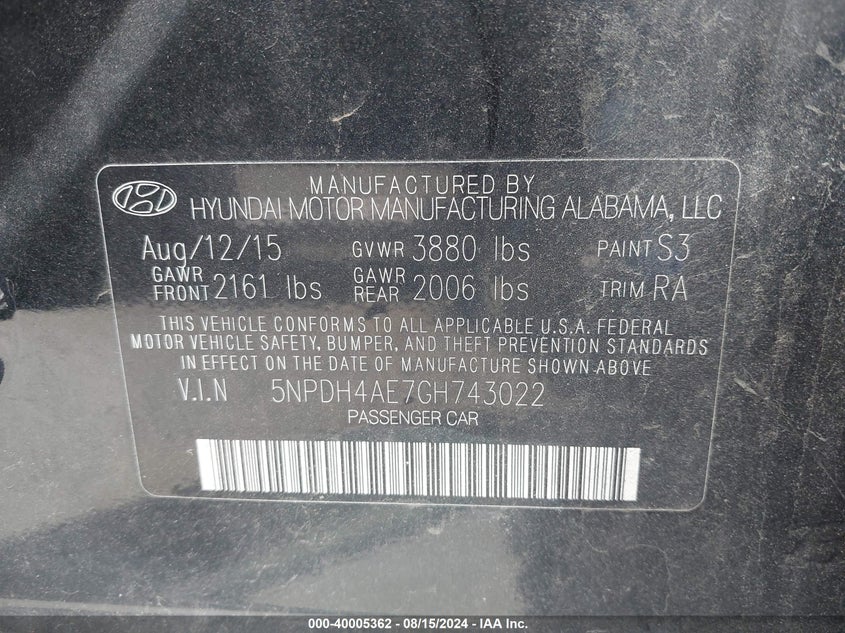 MANUFACTURED BY
HYUNDAI MOTOR MANUFACTURING ALABAMA, LLC
Aug/12/15 GVWR 3880 lbs PAINT S3
GAWR FRONT 2161 lbs GAWR REAR 2006 lbs TRIM RA
THIS VEHICLE CONFORMS TO ALL APPLICABLE U.S.A. FEDERAL
MOTOR VEHICLE SAFETY, BUMPER, AND THEFT PREVENTION STANDARDS
IN EFFECT ON THE DATE OF MANUFACTURE SHOWN ABOVE
V.I.N 5NPDH4AE7GH743022
PASSENGER CAR
000-40005362 - 08/15/2024 - IAA Inc.